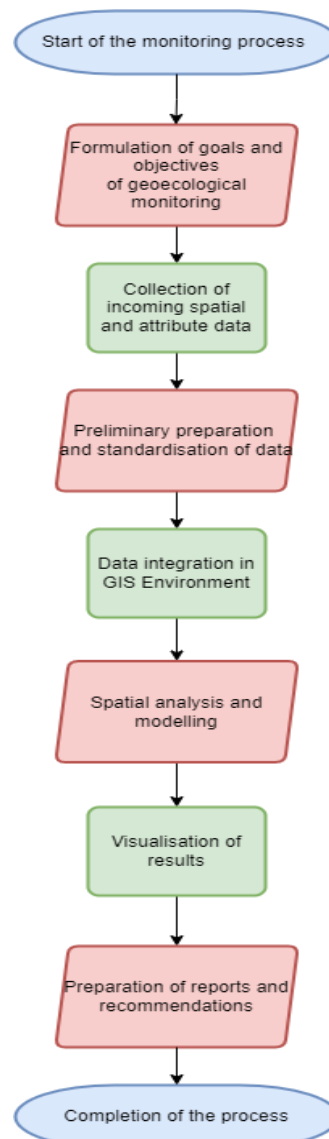 Start of the monitoring process
Formulation of goals and
objectives
of geoecological
monitoring
Collection of
incoming spatial
and attribute data
Preliminary preparation
and standardisation of data
Data integration in
GIS Environment
Spatial analysis and
modelling
Visualisation of
results
Preparation of reports and
recommendations
Completion of the process